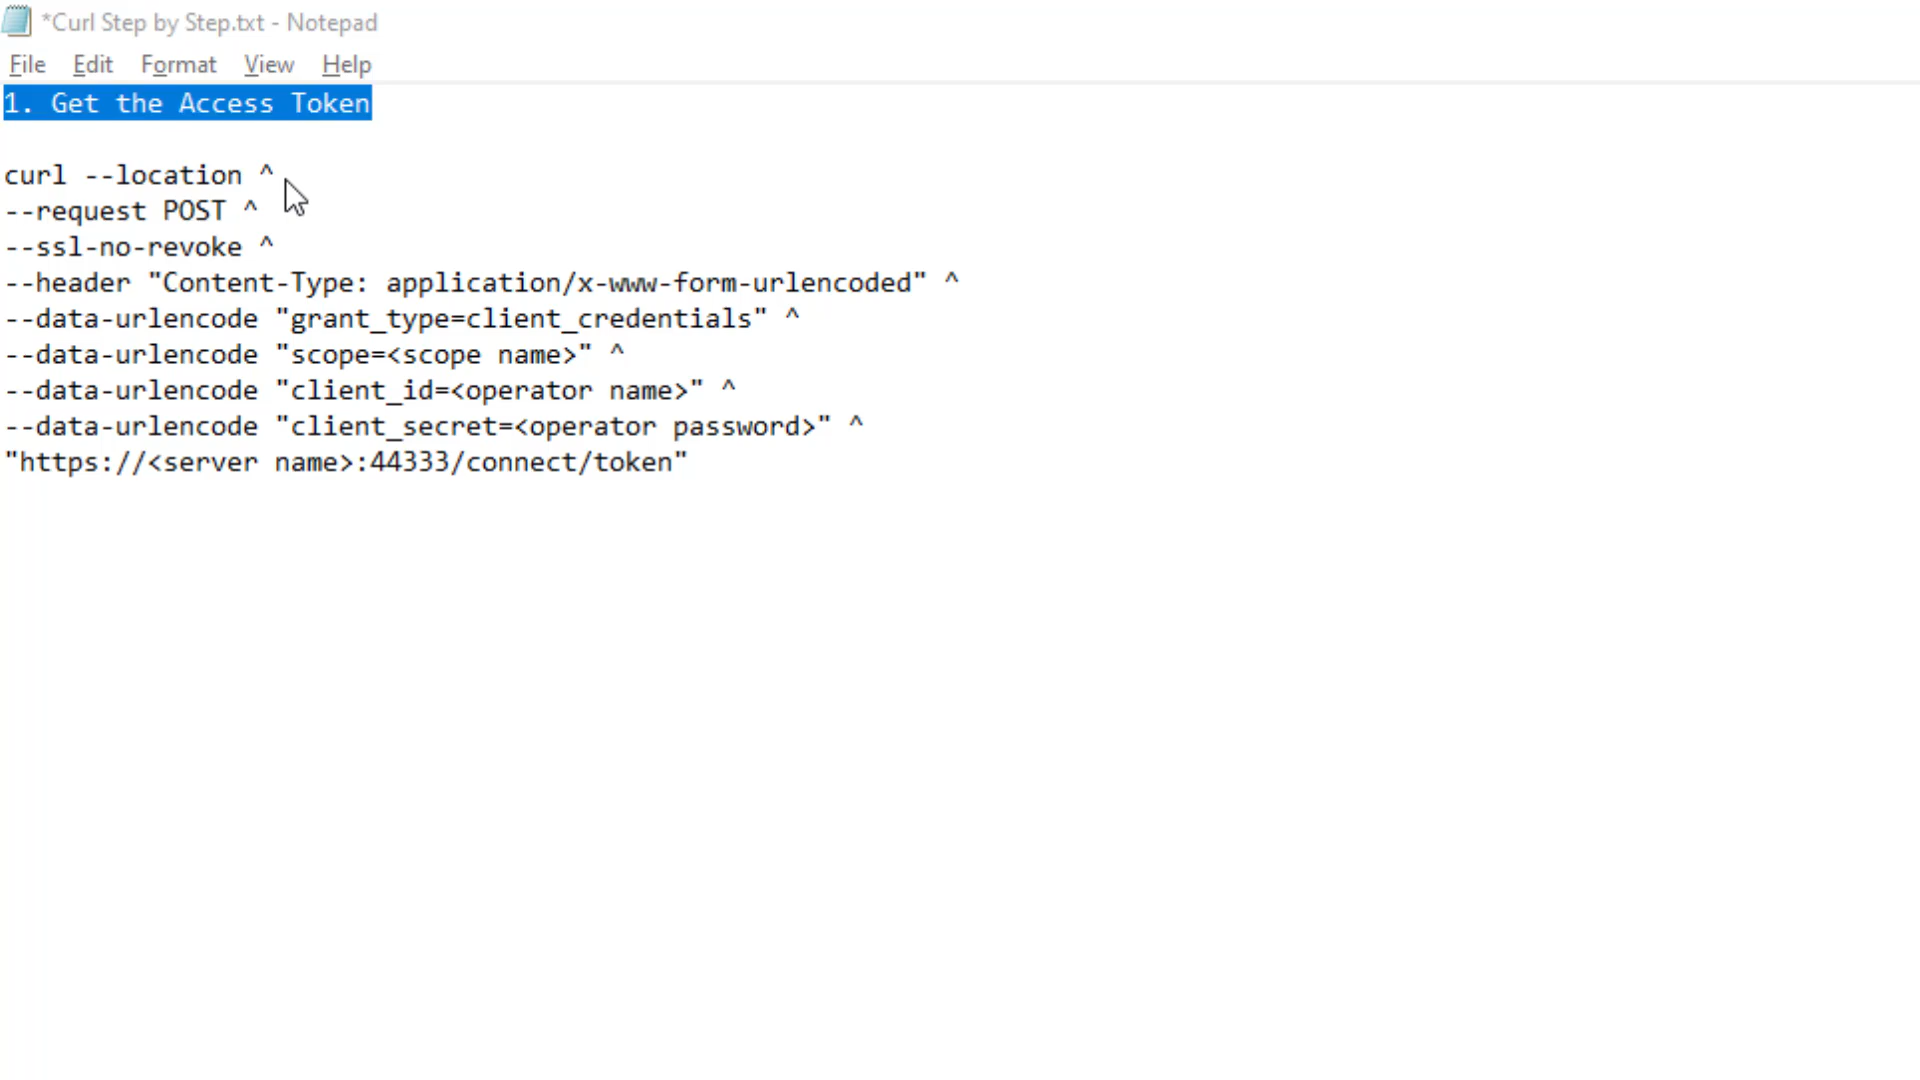 *Curl Step by Step.txt - Notepad
File Edit Format View Help
1. Get the Access Token
curl --location ^
--request POST ^
--ssl-no-revoke ^
--header "Content-Type: application/x-www-form-urlencoded" ^
--data-urlencode "grant_type=client_credentials" ^
--data-urlencode "scope=<scope name>" ^
--data-urlencode "client_id=<operator name>" ^
--data-urlencode "client_secret=<operator password>" ^
"https://<server name>:44333/connect/token"